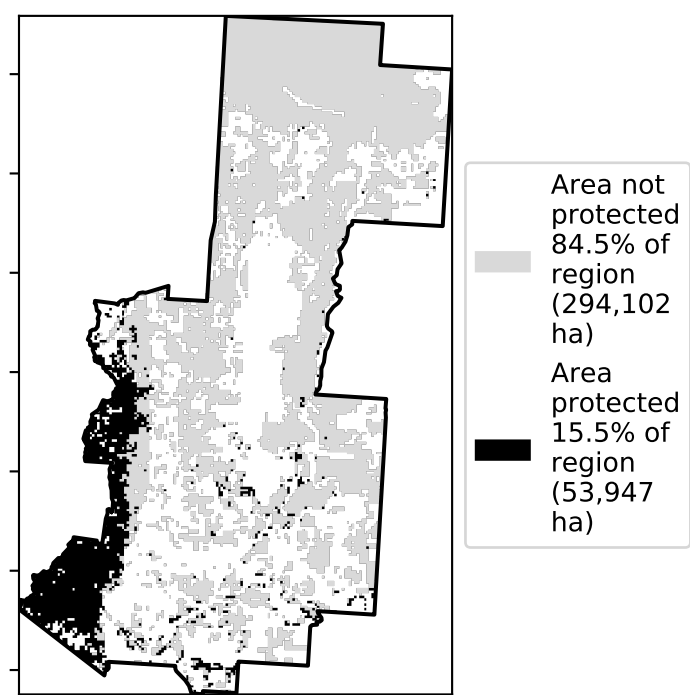 Area not
protected
84.5% of
region
(294,102
ha)
Area
protected
15.5% of
region
(53,947
ha)